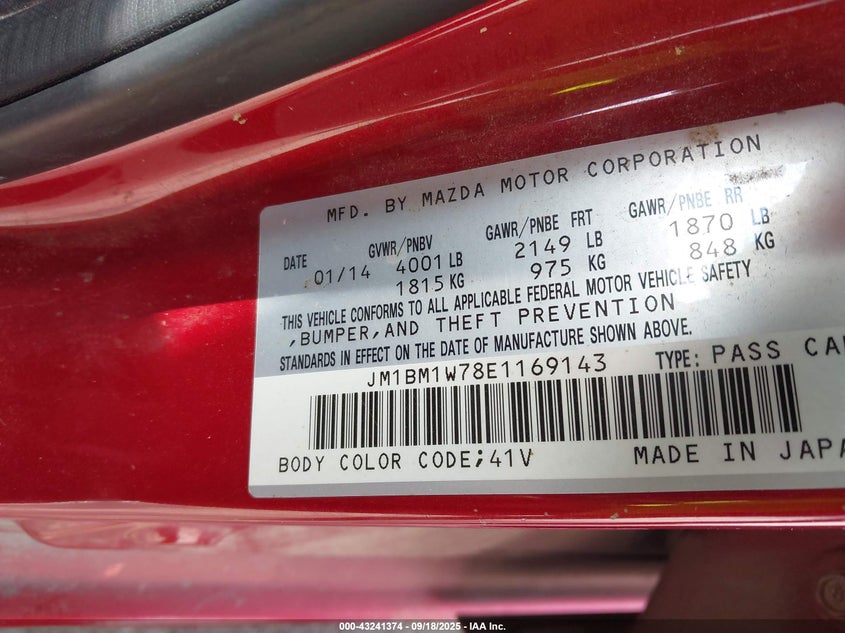 MFD. BY MAZDA MOTOR CORPORATION
DATE GVWR/PNBV GAWR/PNBE FRT GAWR/PNBE RR
01/14 4001 LB 2149 LB 1870 LB
1815 KG 975 KG 848 KG
THIS VEHICLE CONFORMS TO ALL APPLICABLE FEDERAL MOTOR VEHICLE SAFETY
,BUMPER,AND THEFT PREVENTION
STANDARDS IN EFFECT ON THE DATE OF MANUFACTURE SHOWN ABOVE.
JM1BM1W78E1169143 TYPE: PASS CA
BODY COLOR CODE;41V MADE IN JAPA
000-43241374 - 09/18/2025 - IAA Inc.